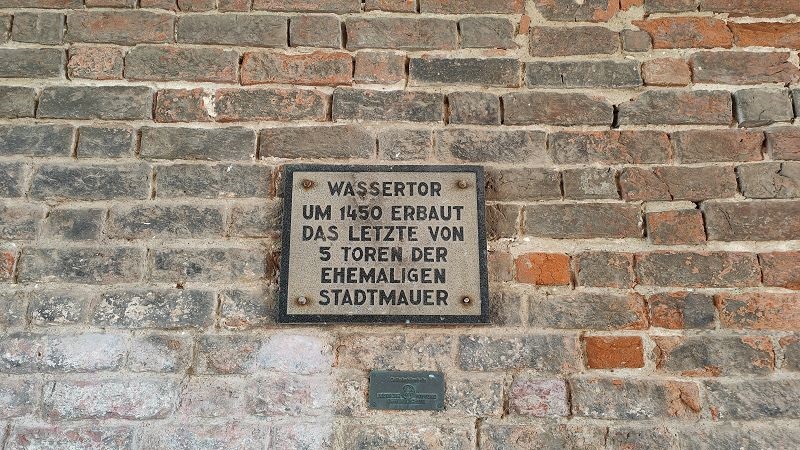 WASSERTOR
UM 1450 ERBAUT
DAS LETZTE VON
5 TOREN DER
EHEMALIGEN
STADTMAUER